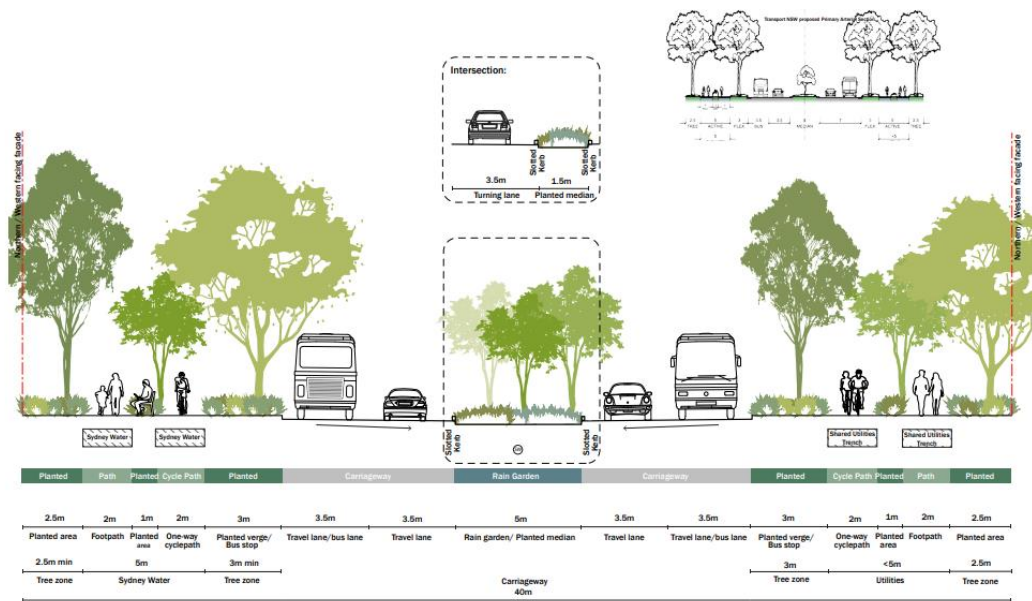 Transport NSW proposed Primary Arterial Section
Intersection:
Slotted
Kerb
Slotted
Kerb
3.5m
1.5m
Turning lane
Planted median
Northern / Western facing facade
Northern / Western facing facade
Sydney Water
Sydney Water
Slotted
Kerb
Slotted
Kerb
Shared Utilities
Trench
Shared Utilities
Trench
Planted
Path
Planted
Cycle Path
Planted
Carriageway
Rain Garden
Carriageway
Planted
Cycle Path
Planted
Path
Planted
2.5m
2m
1m
2m
3m
3.5m
3.5m
5m
3.5m
3.5m
3m
2m
1m
2m
2.5m
Planted area
Footpath
Planted
area
One-way
cyclepath
Planted verge/
Bus stop
Travel lane/bus lane
Travel lane
Rain garden/ Planted median
Travel lane
Travel lane/bus lane
Planted verge/
Bus stop
One-way
cyclepath
Planted
area
Footpath
Planted area
2.5m min
5m
3m min
3m
<5m
2.5m
Tree zone
Sydney Water
Tree zone
Carriageway
Tree zone
Utilities
Tree zone
40m